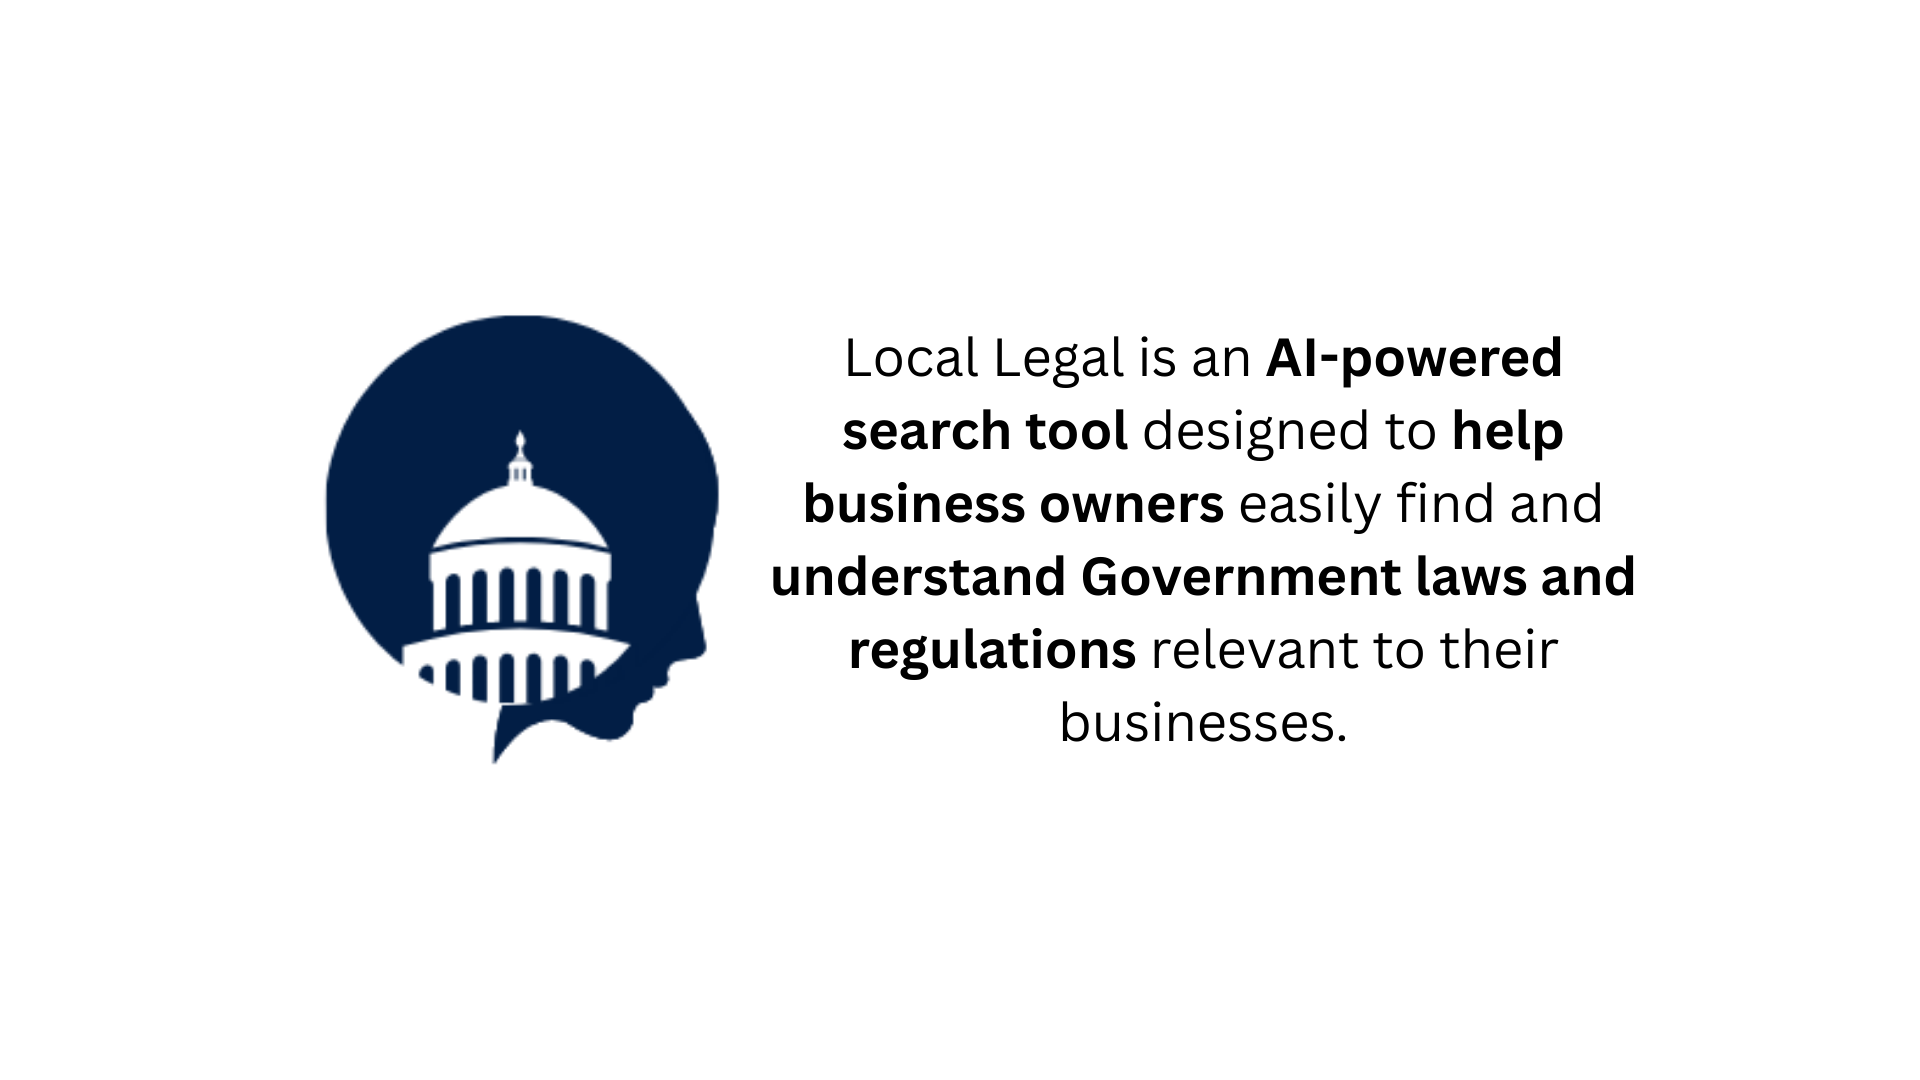 Local Legal is an AI-powered
search tool designed to help
business owners easily find and
understand Government laws and
regulations relevant to their
businesses.